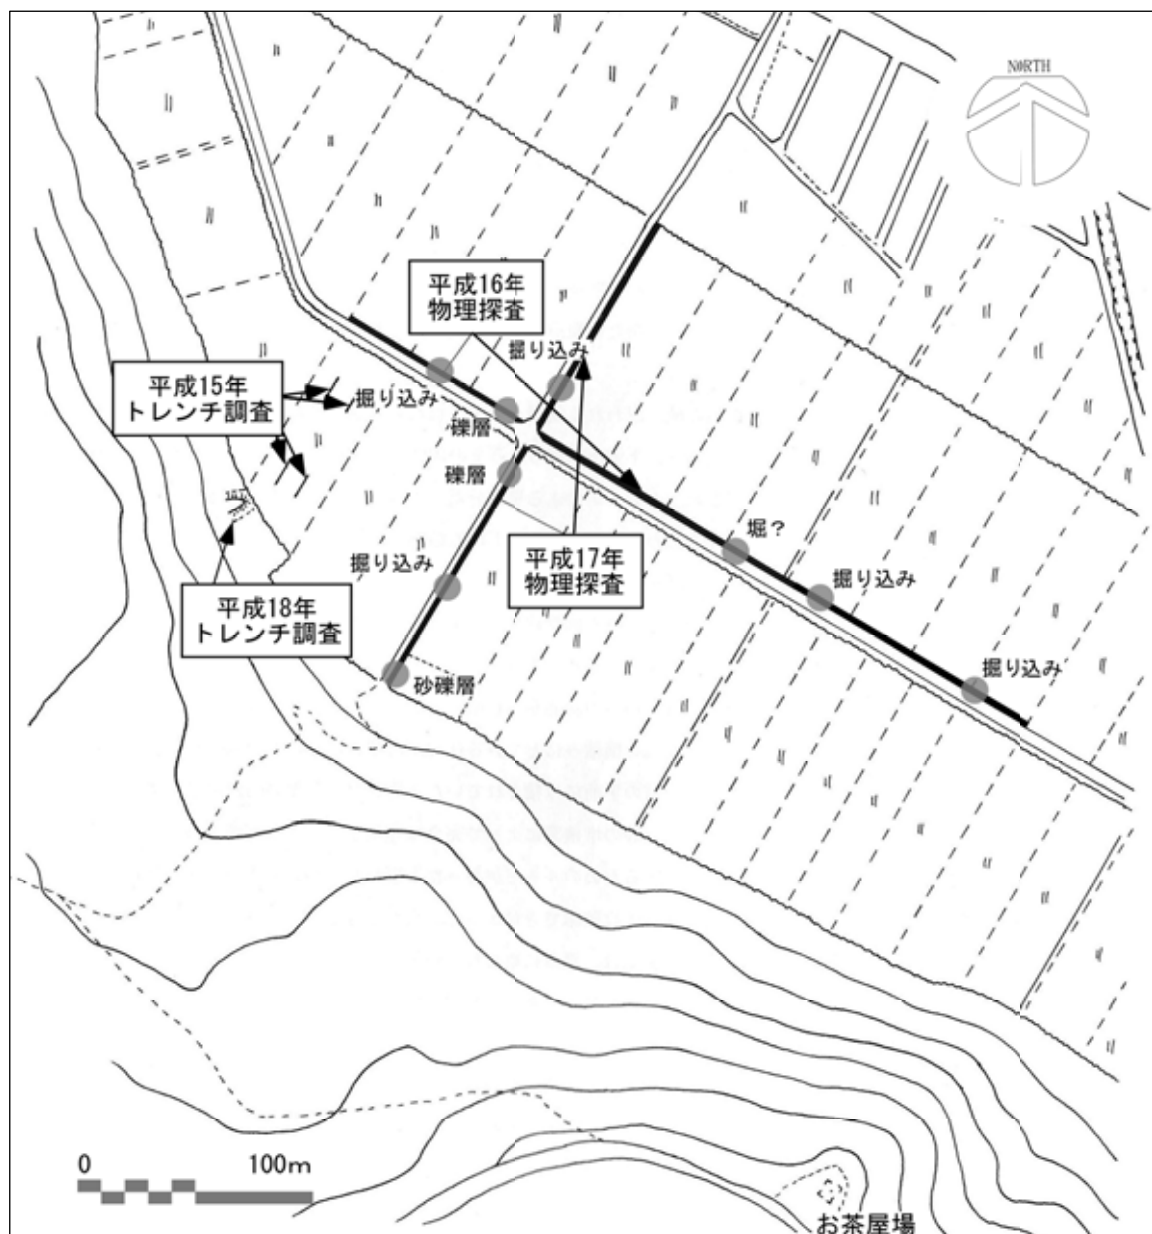 NORTH
平成16年
物理探査
掘り込み
平成15年
トレンチ調査
掘り込み
礫層
礫層
堀？
平成17年
物理探査
掘り込み
掘り込み
平成18年
トレンチ調査
掘り込み
砂礫層
0 100m
お茶屋場